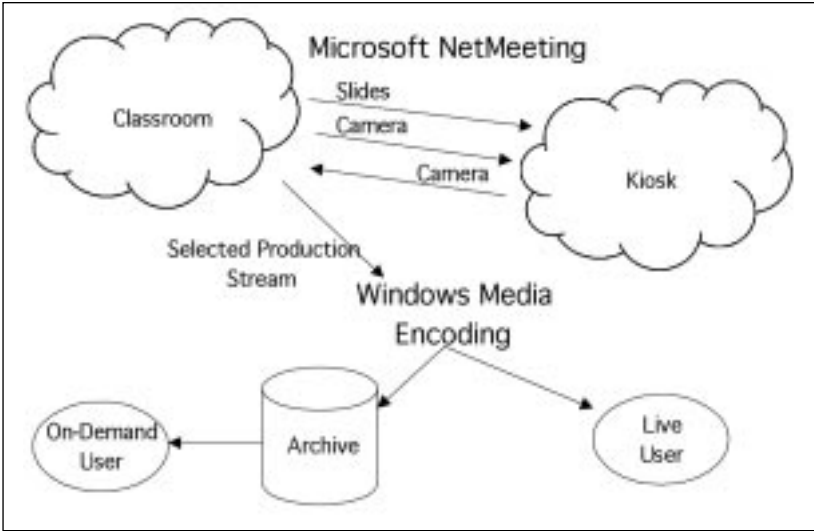 Microsoft NetMeeting
Classroom
Slides
Camera
Camera
Kiosk
Selected Production
Stream
Windows Media
Encoding
On-Demand
User
Archive
Live
User